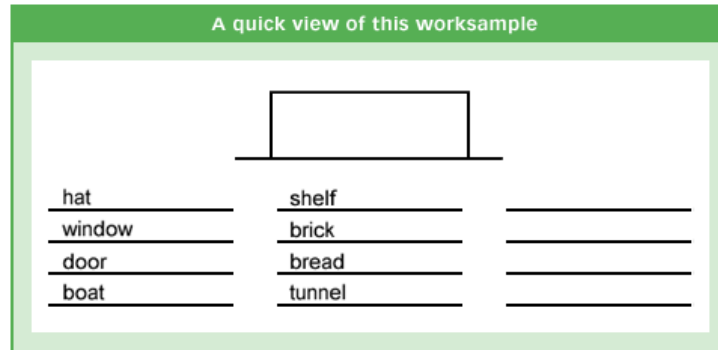 A quick view of this worksample
hat
window
door
boat
shelf
brick
bread
tunnel